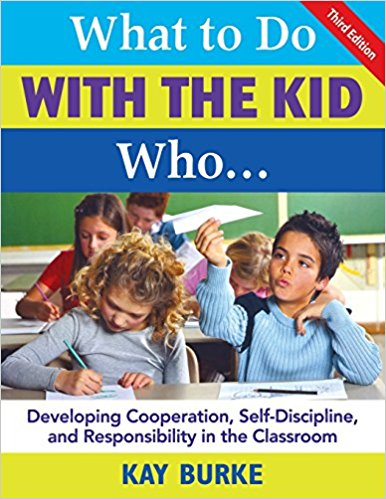 What to Do
Third Edition
WITH THE KID
Who...
Developing Cooperation, Self-Discipline,
and Responsibility in the Classroom
KAY BURKE